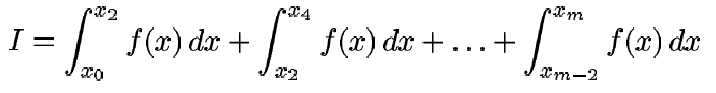 I = ∫_{x_0}^{x_2} f(x) dx + ∫_{x_2}^{x_4} f(x) dx + … + ∫_{x_{m−2}}^{x_m} f(x) dx